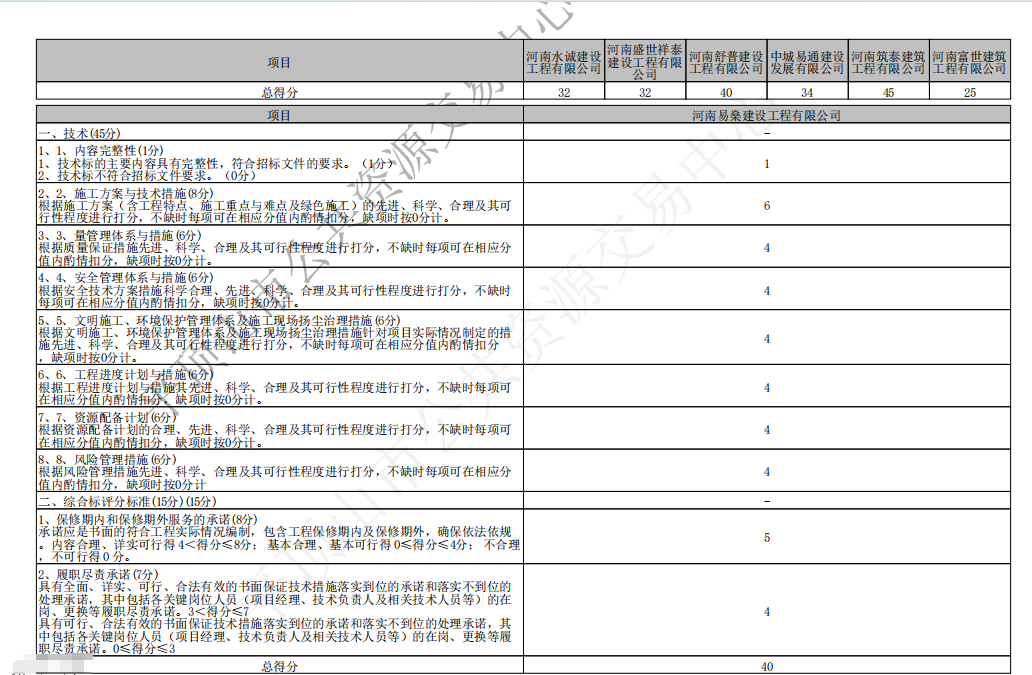 项目
河南水诚建设工程有限公司
河南盛世祥泰建设工程有限公司
河南舒普建设工程有限公司
中城易通建设发展有限公司
河南筑泰建筑工程有限公司
河南富世建筑工程有限公司
总得分 32 32 40 34 45 25
项目 河南易燊建设工程有限公司
一、技术(45分) -
1、1、内容完整性(1分)
1、技术标的主要内容具有完整性，符合招标文件的要求。（1分）
2、技术标不符合招标文件要求。（0分）
1
2、2、施工方案与技术措施(8分)
根据施工方案（含工程特点、施工重点与难点及绿色施工）的先进、科学、合理及其可
行性程度进行打分，不缺时每项可在相应分值内酌情扣分，缺项时按0分计。
6
3、3、量管理体系与措施(6分)
根据质量保证措施先进、科学、合理及其可行性程度进行打分，不缺时每项可在相应分
值内酌情扣分，缺项时按0分计。
4
4、4、安全管理体系与措施(6分)
根据安全技术方案措施科学合理、先进、科学、合理及其可行性程度进行打分，不缺时
每项可在相应分值内酌情扣分，缺项时按0分计。
4
5、5、文明施工、环境保护管理体系及施工现场扬尘治理措施(6分)
根据文明施工、环境保护管理体系及施工现场扬尘治理措施针对项目实际情况制定的措
施先进、科学、合理及其可行性程度进行打分，不缺时每项可在相应分值内酌情扣分
，缺项时按0分计。
4
6、6、工程进度计划与措施(6分)
根据工程进度计划与措施其先进、科学、合理及其可行性程度进行打分，不缺时每项可
在相应分值内酌情扣分，缺项时按0分计。
4
7、7、资源配备计划(6分)
根据资源配备计划的合理、先进、科学、合理及其可行性程度进行打分，不缺时每项可
在相应分值内酌情扣分，缺项时按0分计。
4
8、8、风险管理措施(6分)
根据风险管理措施先进、科学、合理及其可行性程度进行打分，不缺时每项可在相应分
值内酌情扣分，缺项时按0分计
4
二、综合标评分标准(15分)(15分) -
1、保修期内和保修期外服务的承诺(8分)
承诺应是书面的符合工程实际情况编制，包含工程保修期内及保修期外，确保依法依规
。内容合理、详实可行得 4＜得分≤8分； 基本合理、基本可行得 0≤得分≤4分； 不合理
，不可行得 0 分。
5
2、履职尽责承诺(7分)
具有全面、详实、可行、合法有效的书面保证技术措施落实到位的承诺和落实不到位的
处理承诺，其中包括各关键岗位人员（项目经理、技术负责人及相关技术人员等）的在
岗、更换等履职尽责承诺。3＜得分≤7
具有可行、合法有效的书面保证技术措施落实到位的承诺和落实不到位的处理承诺，其
中包括各关键岗位人员（项目经理、技术负责人及相关技术人员等）的在岗、更换等履
职尽责承诺。0≤得分≤3
4
总得分 40
平顶山市公共资源交易中心
平顶山市公共资源交易中心